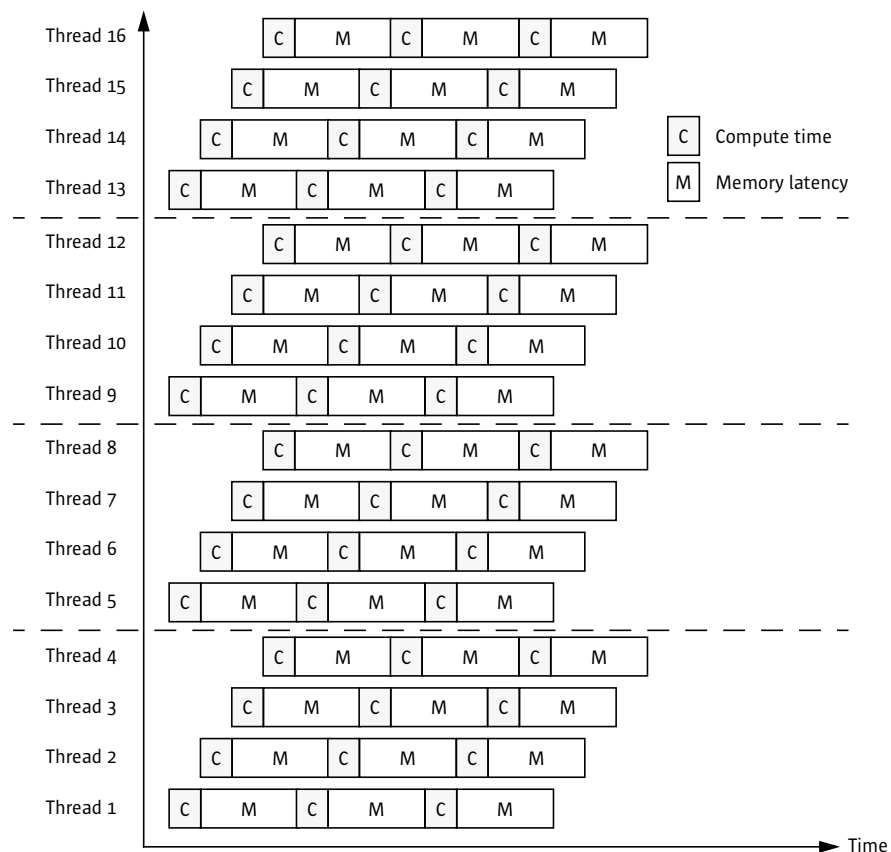 Thread 16 C M C M C M
Thread 15 C M C M C M
Thread 14 C M C M C M
C Compute time
Thread 13 C M C M C M
M Memory latency
Thread 12 C M C M C M
Thread 11 C M C M C M
Thread 10 C M C M C M
Thread 9 C M C M C M
Thread 8 C M C M C M
Thread 7 C M C M C M
Thread 6 C M C M C M
Thread 5 C M C M C M
Thread 4 C M C M C M
Thread 3 C M C M C M
Thread 2 C M C M C M
Thread 1 C M C M C M
Time